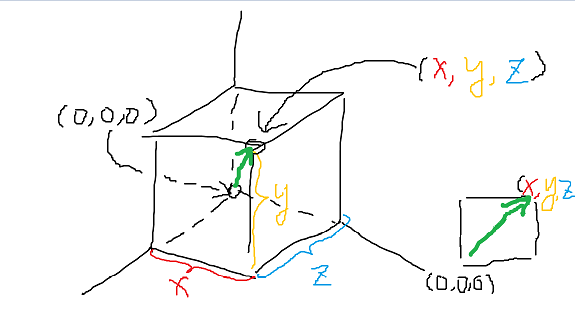 (x, y, z)
(0,0,0)
y
x
z
(x,y,z
(0,0,0)